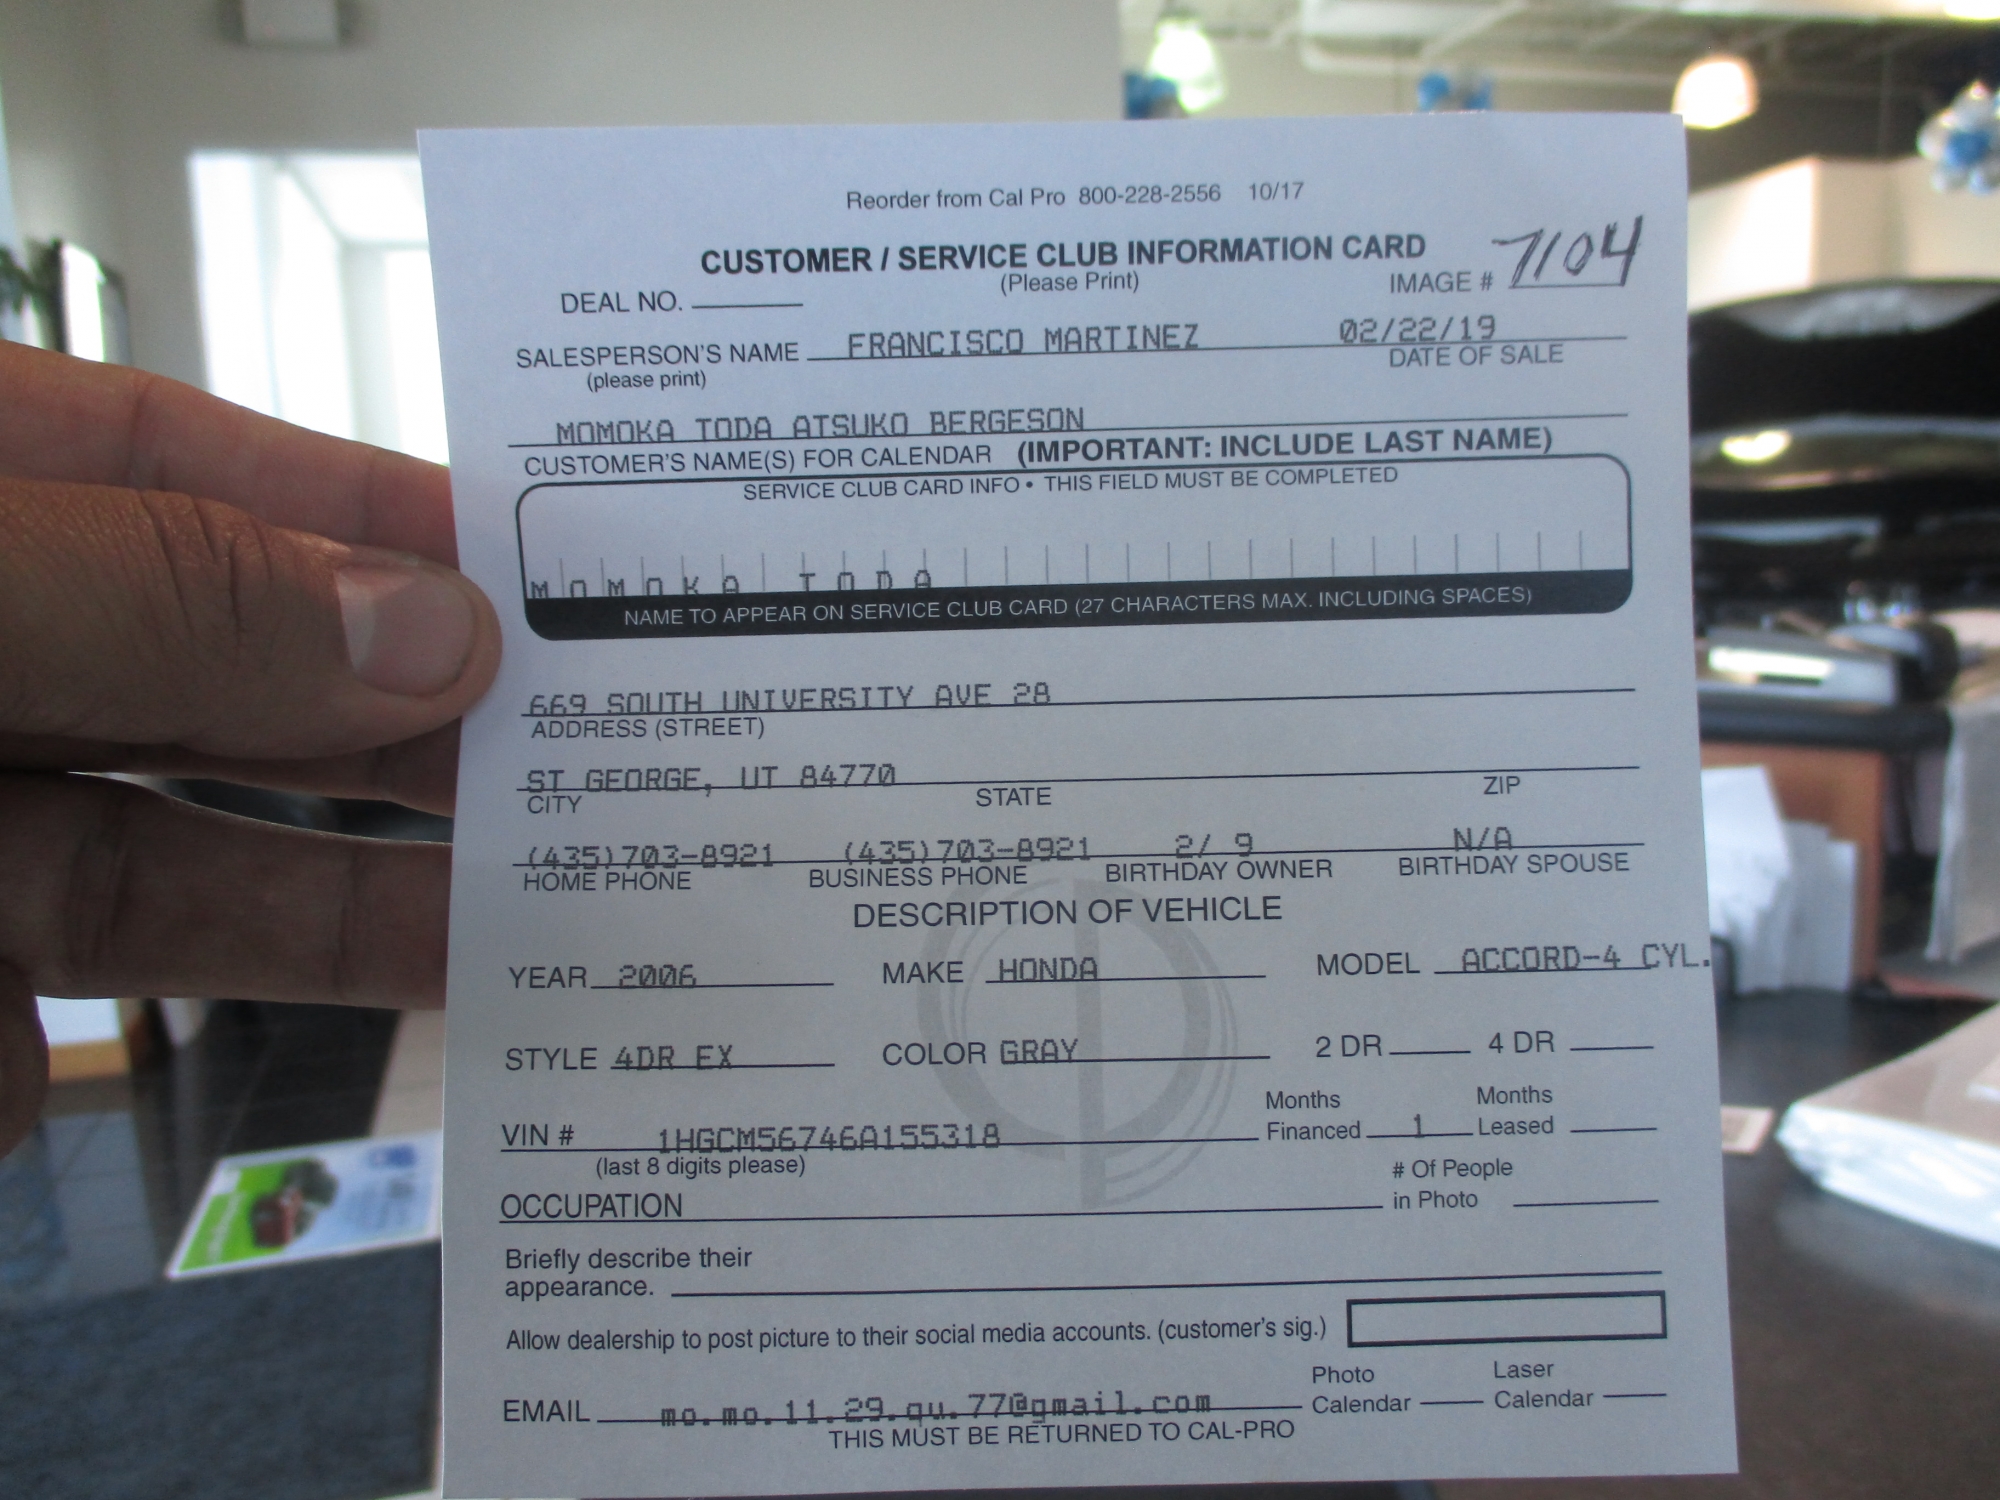 Reorder from Cal Pro 800-228-2556 10/17
CUSTOMER / SERVICE CLUB INFORMATION CARD
(Please Print)
IMAGE # 7104
DEAL NO.
SALESPERSON'S NAME FRANCISCO MARTINEZ 02/22/19
(please print) DATE OF SALE
MOMOKA TODA ATSUKO BERGESON
CUSTOMER'S NAME(S) FOR CALENDAR (IMPORTANT: INCLUDE LAST NAME)
SERVICE CLUB CARD INFO • THIS FIELD MUST BE COMPLETED
MOMOKA TODA
NAME TO APPEAR ON SERVICE CLUB CARD (27 CHARACTERS MAX. INCLUDING SPACES)
669 SOUTH UNIVERSITY AVE 28
ADDRESS (STREET)
ST GEORGE, UT 84770
CITY STATE ZIP
(435)703-8921 (435)703-8921 2/ 9 N/A
HOME PHONE BUSINESS PHONE BIRTHDAY OWNER BIRTHDAY SPOUSE
DESCRIPTION OF VEHICLE
YEAR 2006 MAKE HONDA MODEL ACCORD-4 CYL.
STYLE 4DR EX COLOR GRAY 2 DR 4 DR
Months Months
VIN # 1HGCM56746A155318 Financed 1 Leased
(last 8 digits please)
# Of People
OCCUPATION in Photo
Briefly describe their
appearance.
Allow dealership to post picture to their social media accounts. (customer's sig.)
Photo Laser
EMAIL mo.mo.11.29.qu.77@gmail.com Calendar Calendar
THIS MUST BE RETURNED TO CAL-PRO